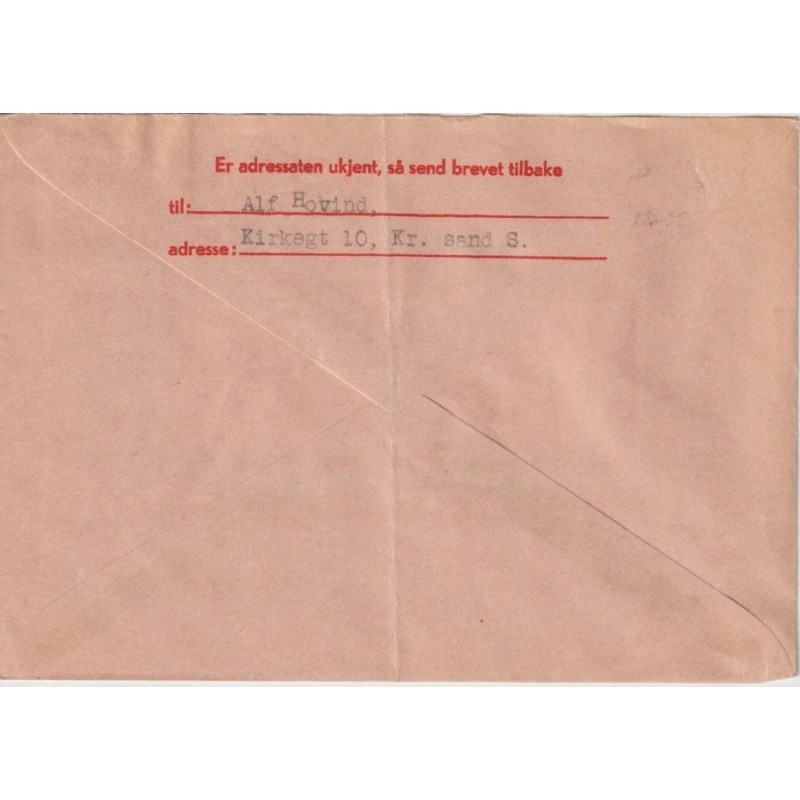 Er adressaten ukjent, så send brevet tilbake
til: Alf Hovind,
adresse: Kirkegt 10, Kr. sand S.